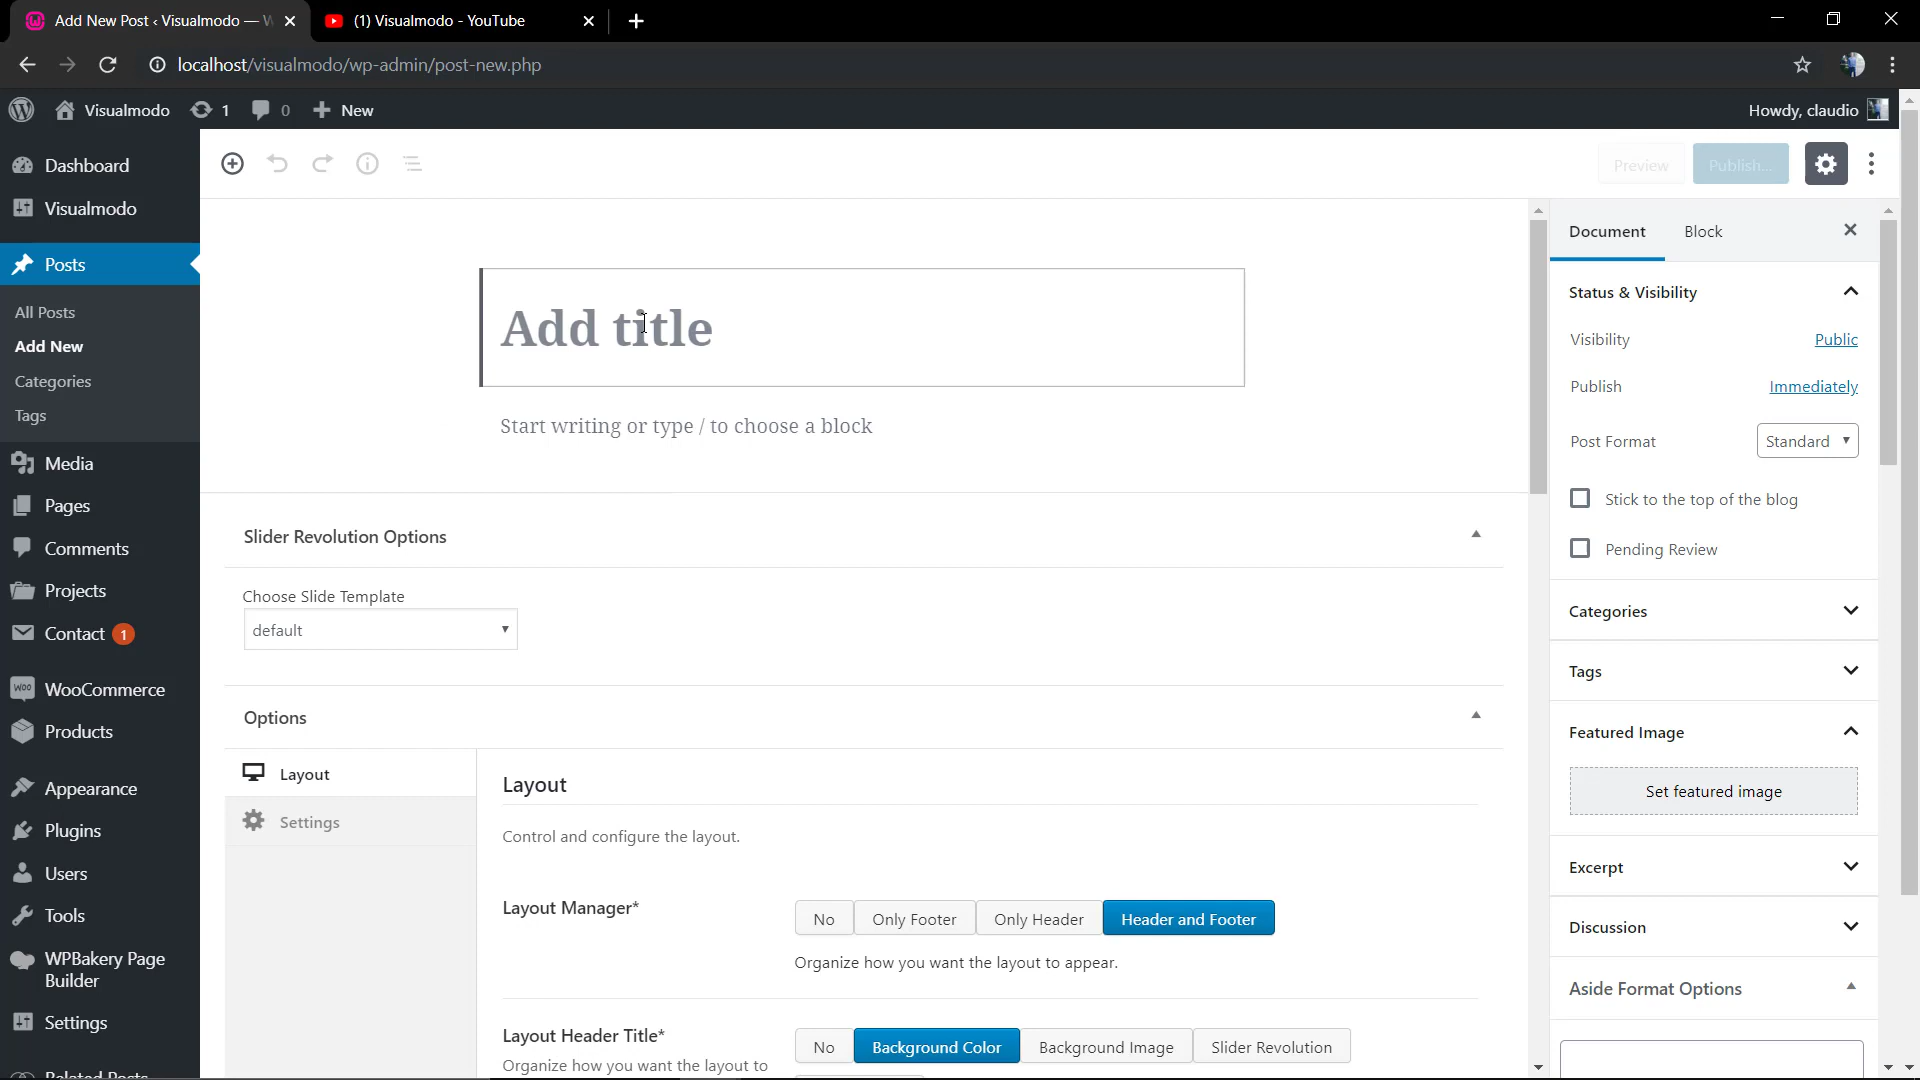 Add New Post ‹ Visualmodo — W
(1) Visualmodo - YouTube
localhost/visualmodo/wp-admin/post-new.php
Visualmodo
1
0
New
Howdy, claudio
Dashboard
Visualmodo
Posts
All Posts
Add New
Categories
Tags
Media
Pages
Comments
Projects
Contact 1
WooCommerce
Products
Appearance
Plugins
Users
Tools
WPBakery Page
Builder
Settings
Related Posts
Preview
Publish...
Add title
Start writing or type / to choose a block
Slider Revolution Options
Choose Slide Template
default
Options
Layout
Settings
Layout
Control and configure the layout.
Layout Manager*
No Only Footer Only Header Header and Footer
Organize how you want the layout to appear.
Layout Header Title*
Organize how you want the layout to
No Background Color Background Image Slider Revolution
Document Block
Status & Visibility
Visibility Public
Publish Immediately
Post Format Standard
Stick to the top of the blog
Pending Review
Categories
Tags
Featured Image
Set featured image
Excerpt
Discussion
Aside Format Options